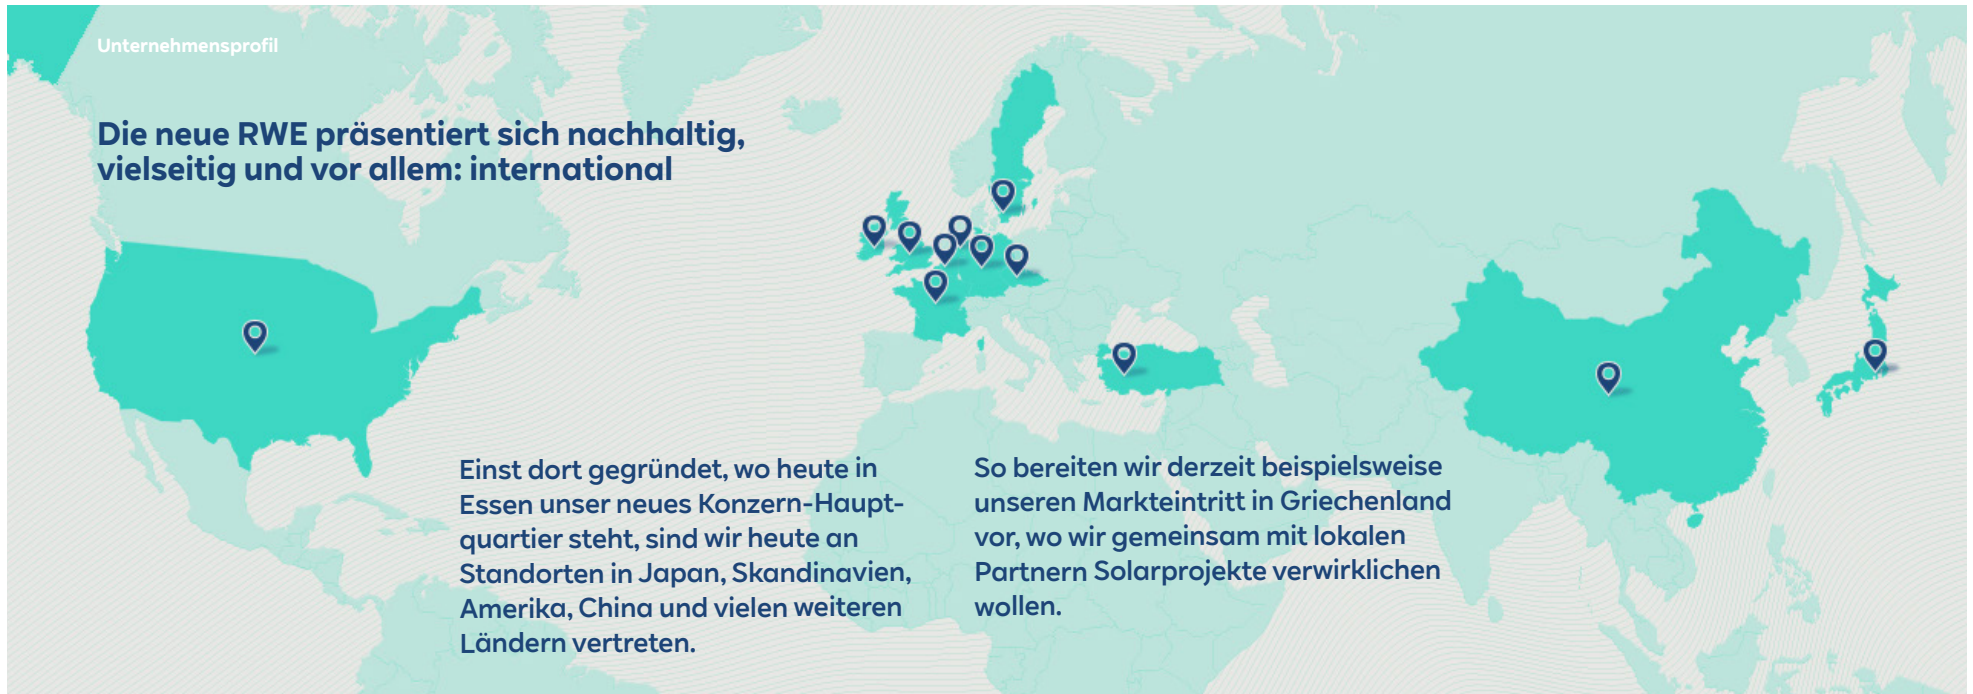 Unternehmensprofil
Die neue RWE präsentiert sich nachhaltig,
vielseitig und vor allem: international
Einst dort gegründet, wo heute in
Essen unser neues Konzern-Haupt-
quartier steht, sind wir heute an
Standorten in Japan, Skandinavien,
Amerika, China und vielen weiteren
Ländern vertreten.
So bereiten wir derzeit beispielsweise
unseren Markteintritt in Griechenland
vor, wo wir gemeinsam mit lokalen
Partnern Solarprojekte verwirklichen
wollen.